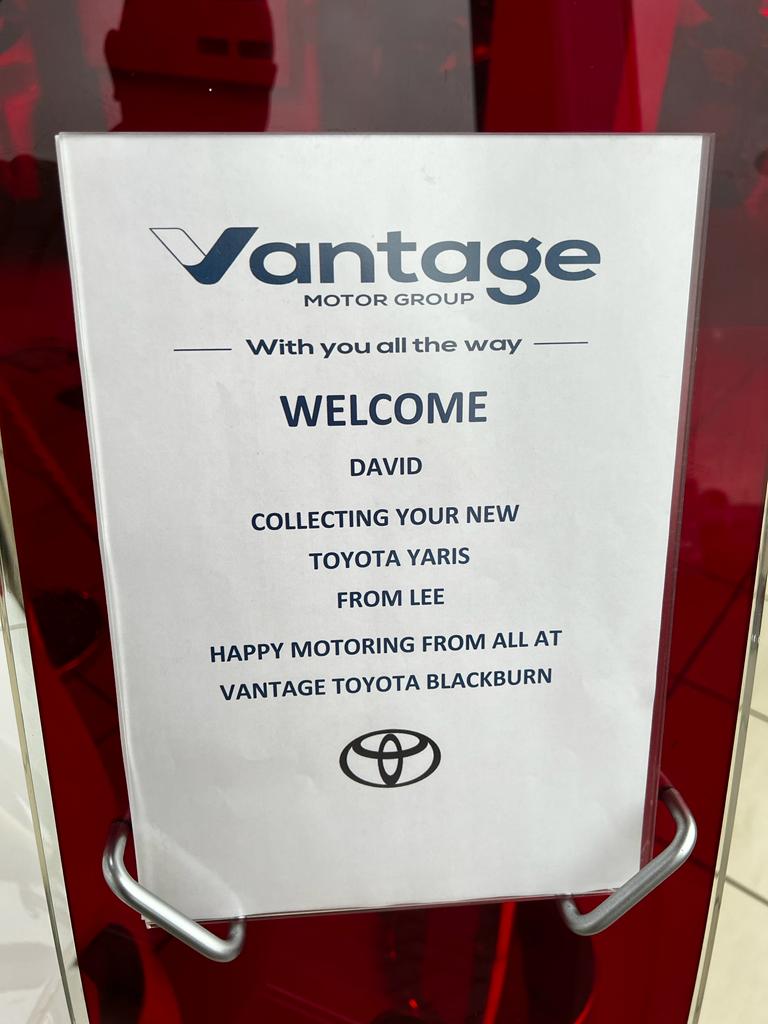 Vantage
MOTOR GROUP
With you all the way
WELCOME
DAVID
COLLECTING YOUR NEW
TOYOTA YARIS
FROM LEE
HAPPY MOTORING FROM ALL AT
VANTAGE TOYOTA BLACKBURN